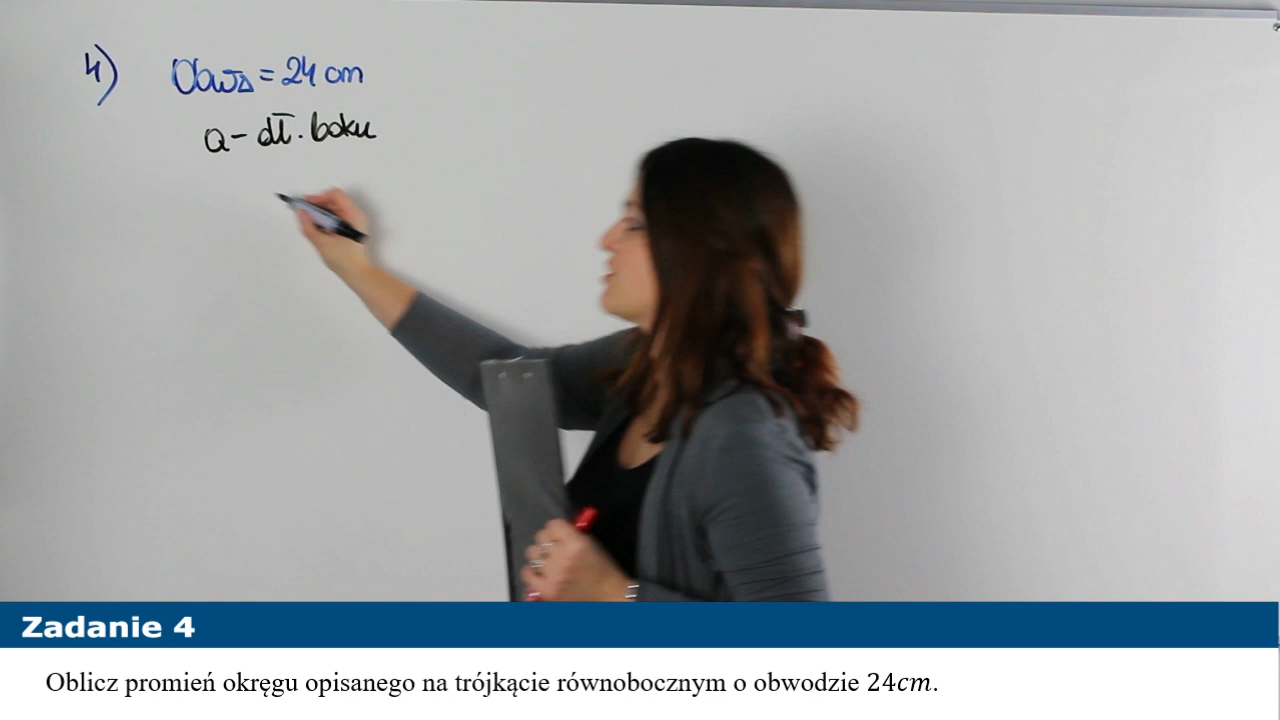 4) Obw△ = 24 cm
a - dł. boku
Zadanie 4
Oblicz promień okręgu opisanego na trójkącie równobocznym o obwodzie 24cm.